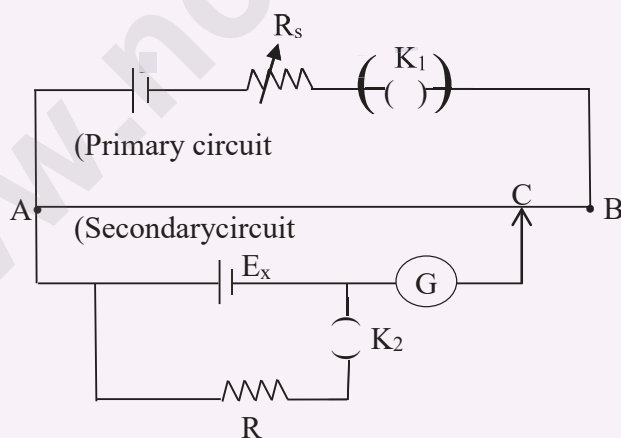 Rs
K1
( )
(Primary circuit
A
C
B
(Secondarycircuit
Ex
G
K2
R